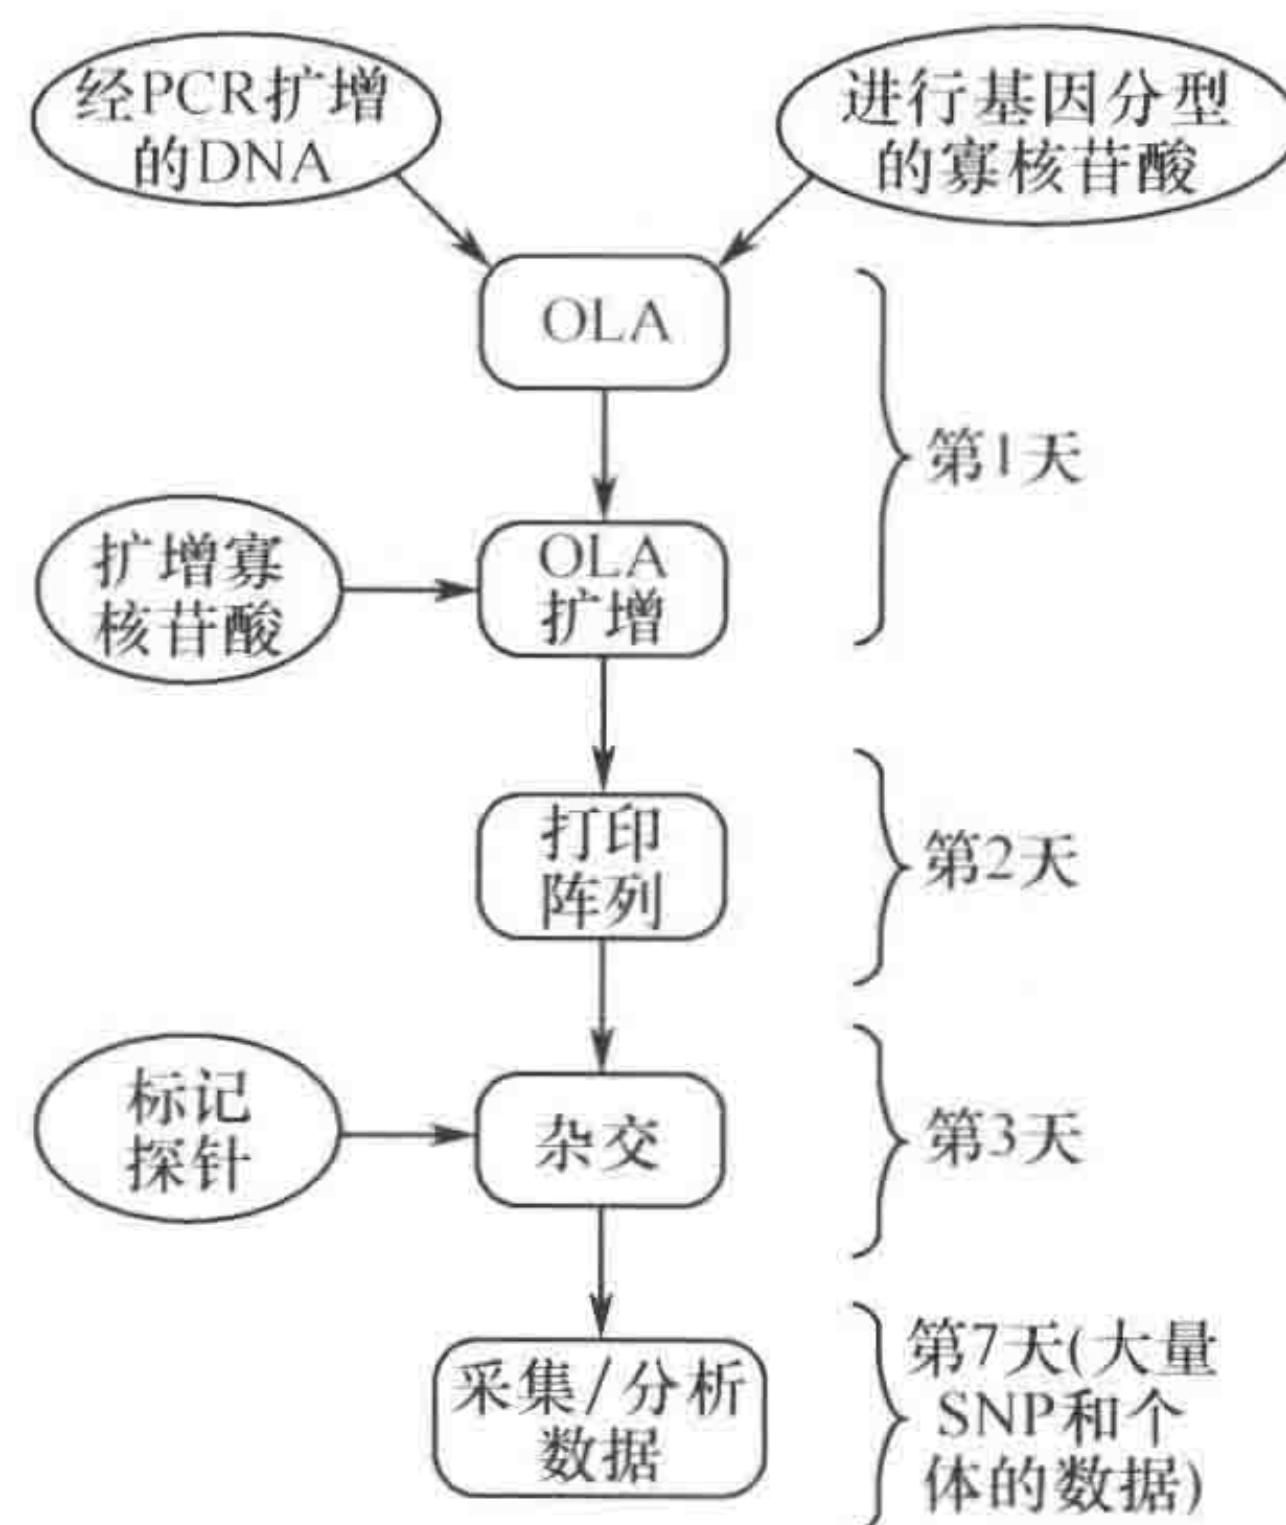 经PCR扩增
的DNA
进行基因分型
的寡核苷酸
OLA
第1天
扩增寡
核苷酸
OLA
扩增
打印
阵列
第2天
标记
探针
杂交
第3天
采集/分析
数据
第7天(大量
SNP和个
体的数据)